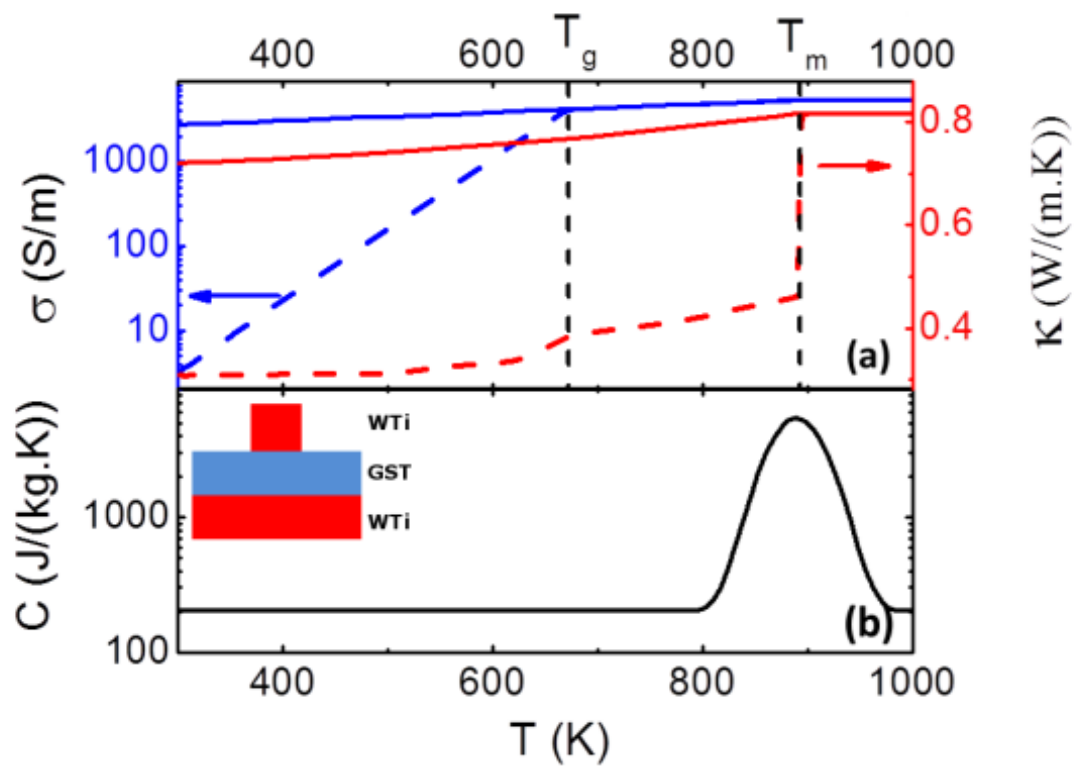 T_g T_m
400 600 800 1000
σ (S/m)
1000
100
10
κ (W/(m.K))
0.8
0.6
0.4
(a)
C (J/(kg.K))
1000
100
WTi
GST
WTi
(b)
400 600 800 1000
T (K)